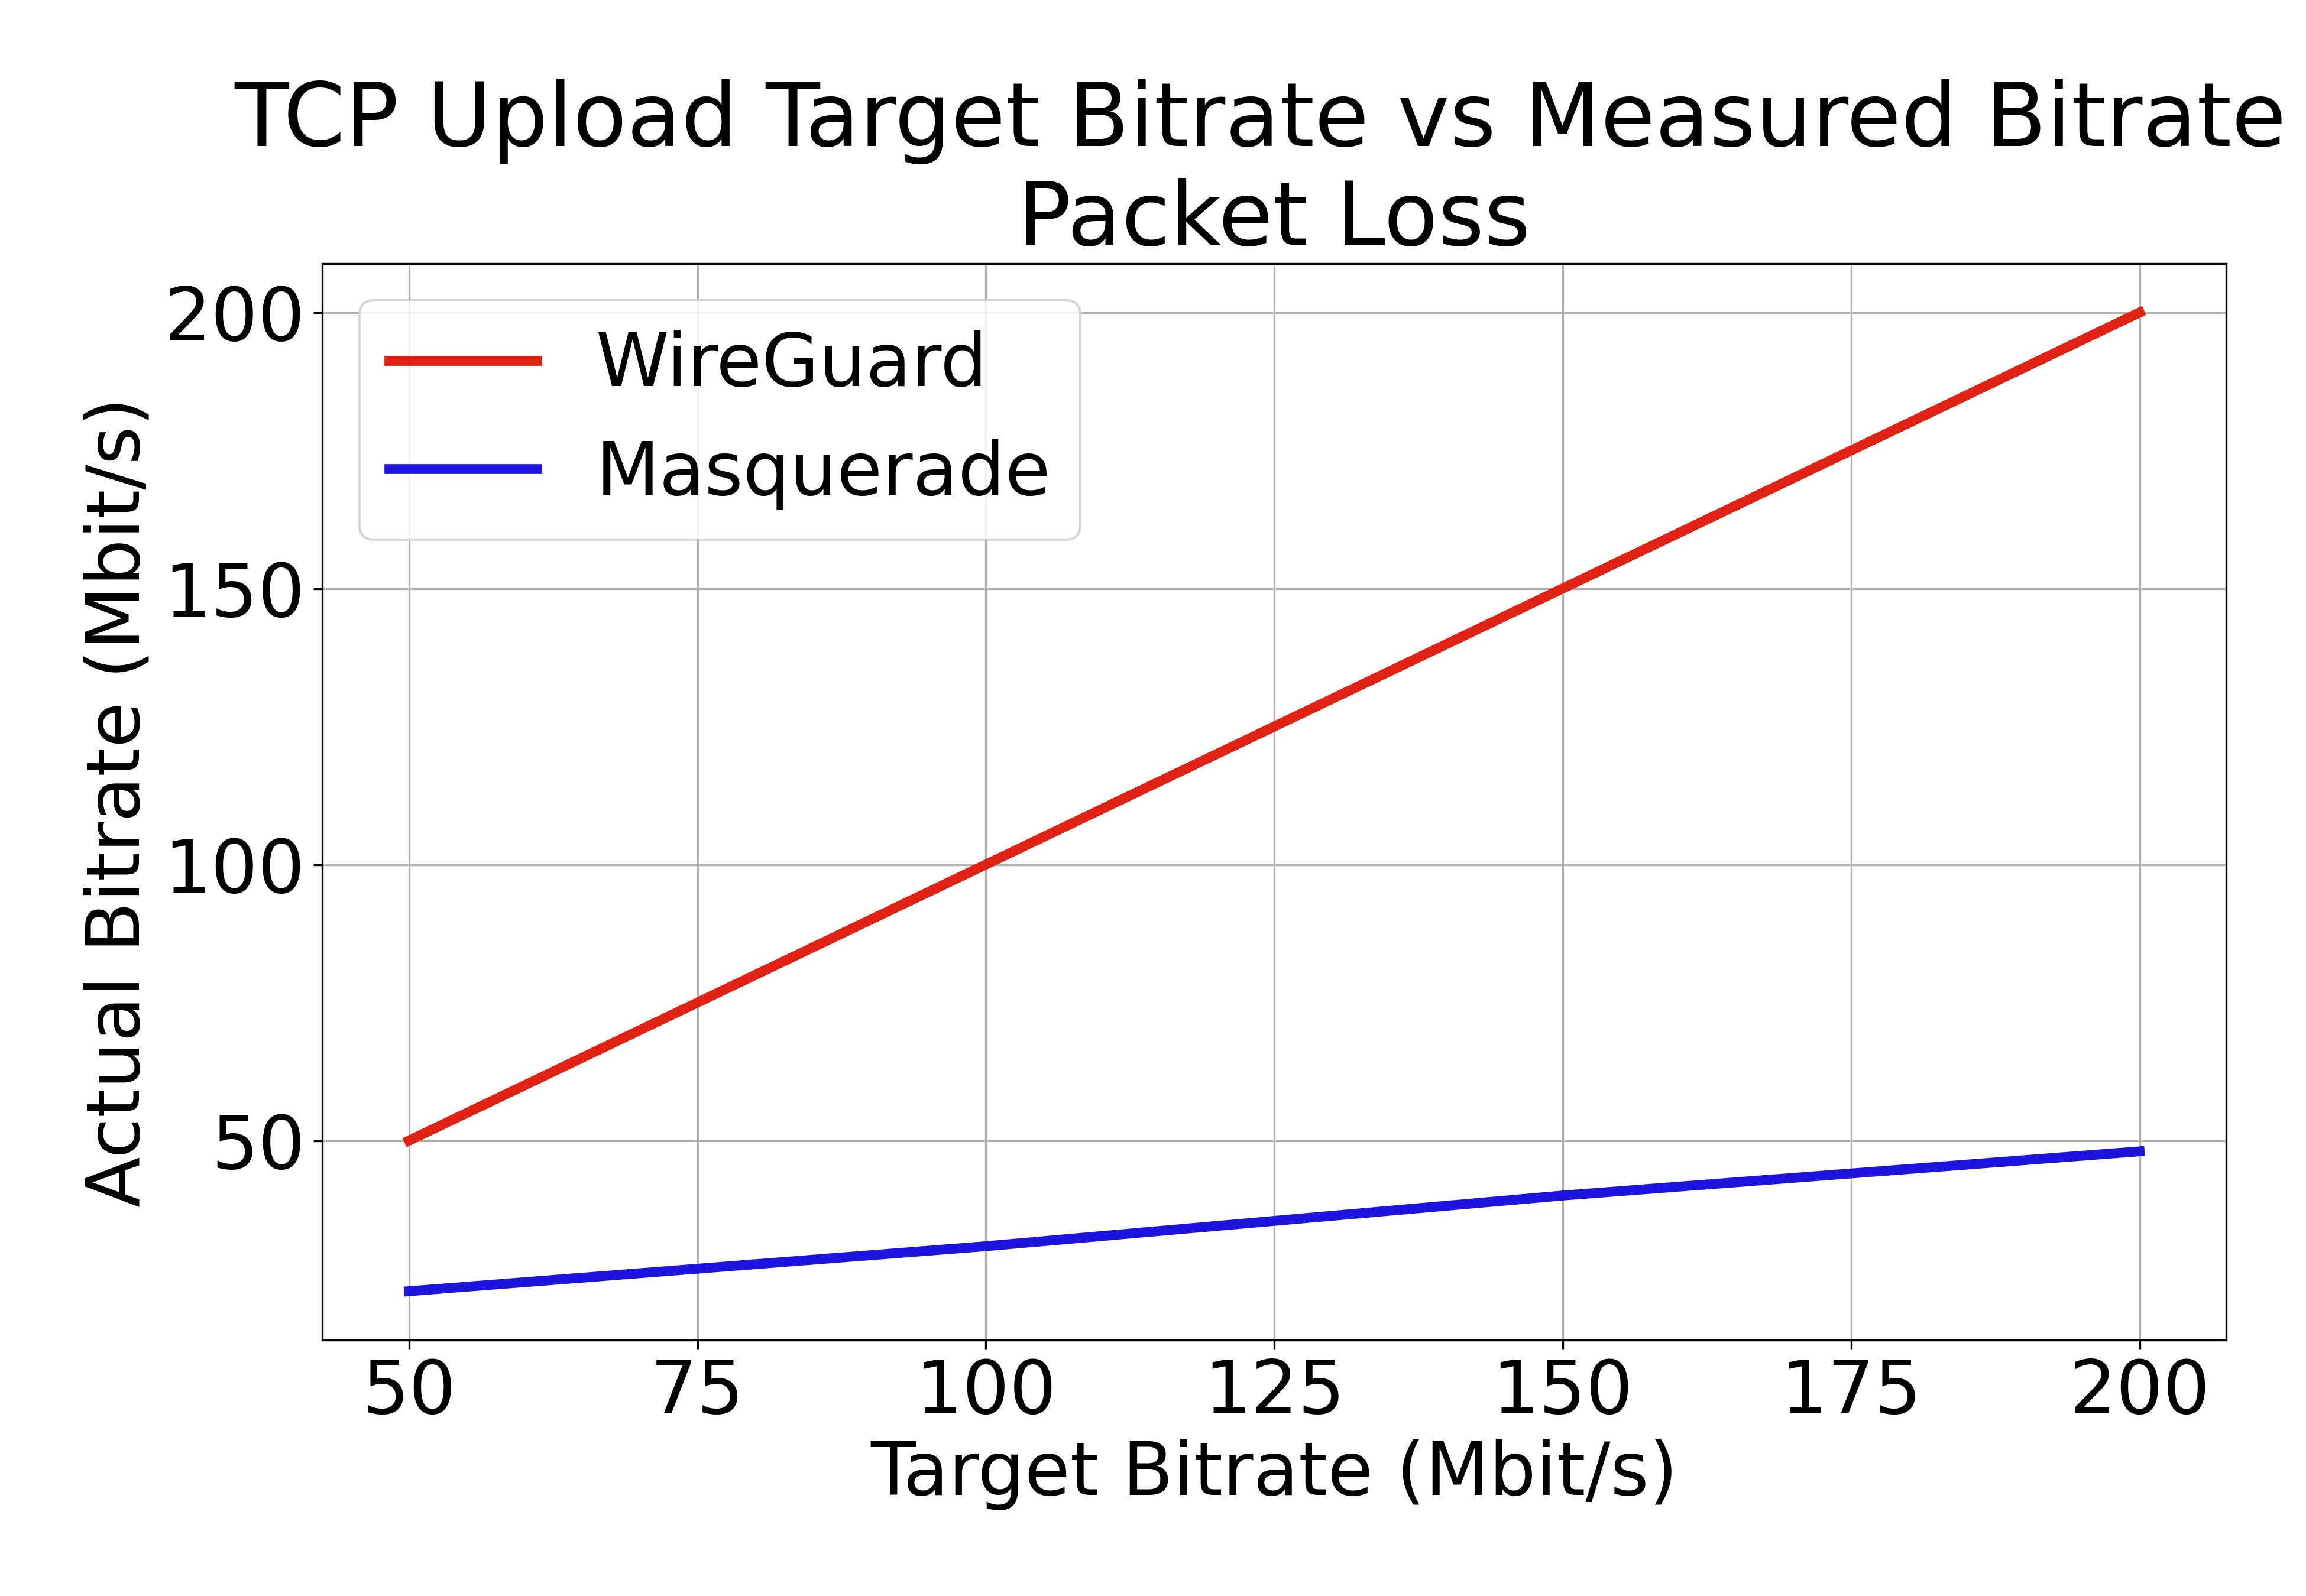 TCP Upload Target Bitrate vs Measured Bitrate
Packet Loss
WireGuard
Masquerade
Actual Bitrate (Mbit/s)
200
150
100
50
50 75 100 125 150 175 200
Target Bitrate (Mbit/s)